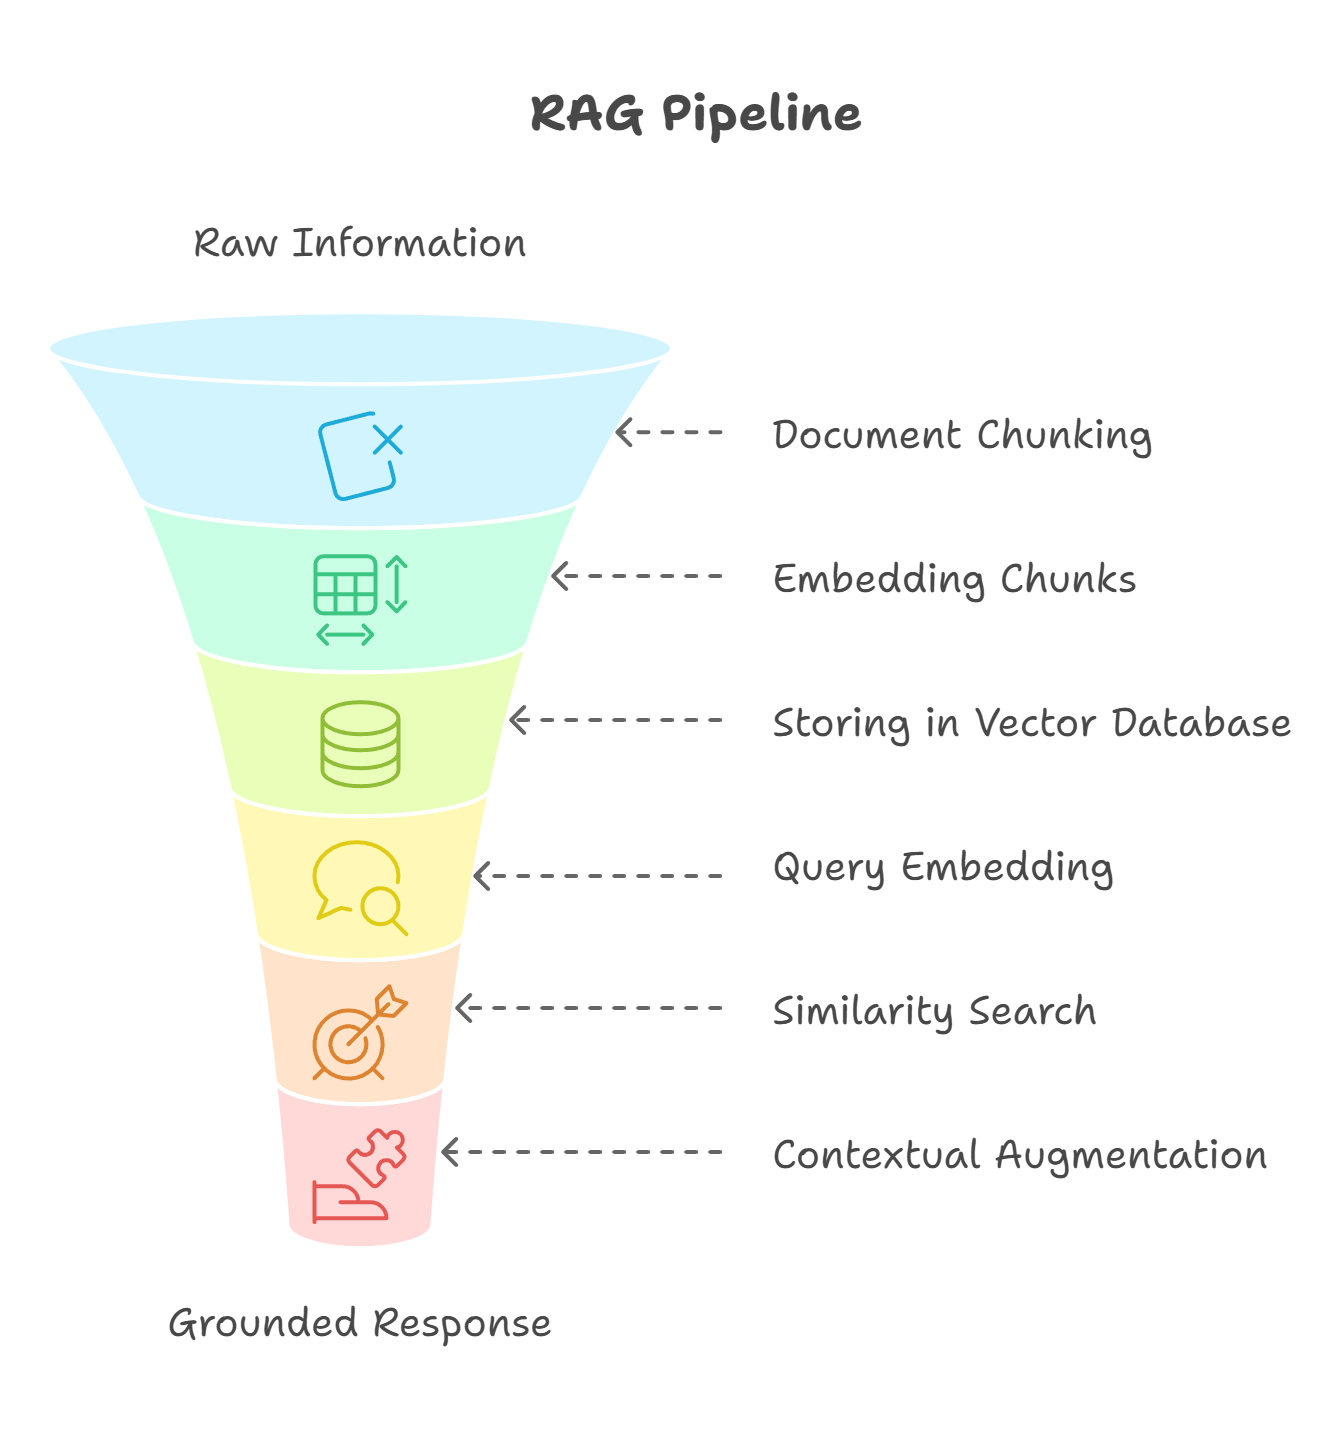 RAG Pipeline
Raw Information
Document Chunking
Embedding Chunks
Storing in Vector Database
Query Embedding
Similarity Search
Contextual Augmentation
Grounded Response